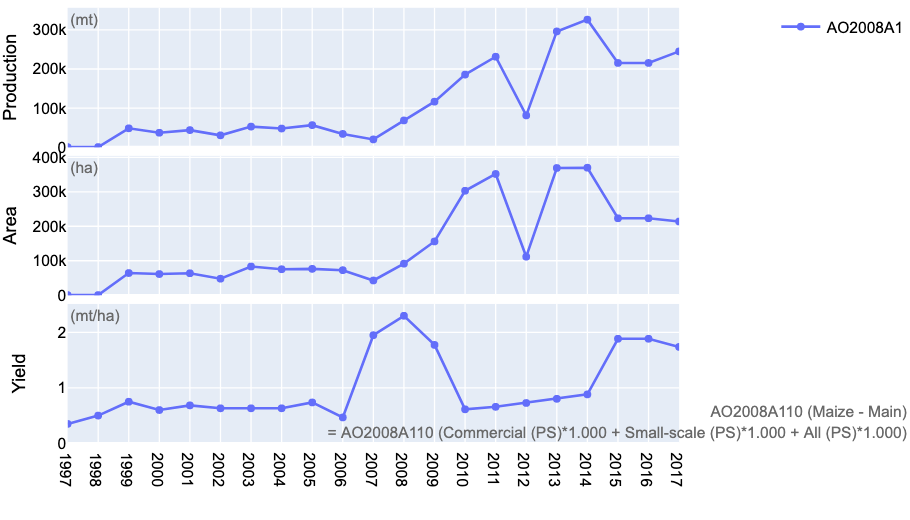 Production
(mt)
300k
200k
100k
0
AO2008A1
Area
(ha)
400k
300k
200k
100k
0
Yield
(mt/ha)
2
1
0
AO2008A110 (Maize - Main)
= AO2008A110 (Commercial (PS)*1.000 + Small-scale (PS)*1.000 + All (PS)*1.000)
1997
1998
1999
2000
2001
2002
2003
2004
2005
2006
2007
2008
2009
2010
2011
2012
2013
2014
2015
2016
2017